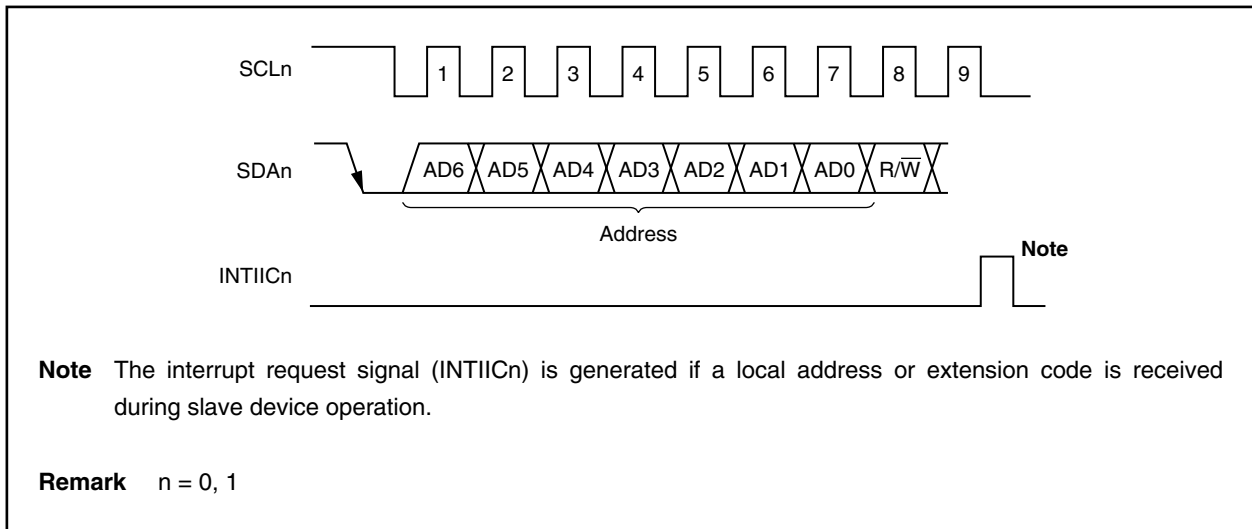 SCLn
1 2 3 4 5 6 7 8 9
SDAn
AD6 AD5 AD4 AD3 AD2 AD1 AD0 R/W̅
Address
INTIICn
Note
Note The interrupt request signal (INTIICn) is generated if a local address or extension code is received
during slave device operation.
Remark n = 0, 1